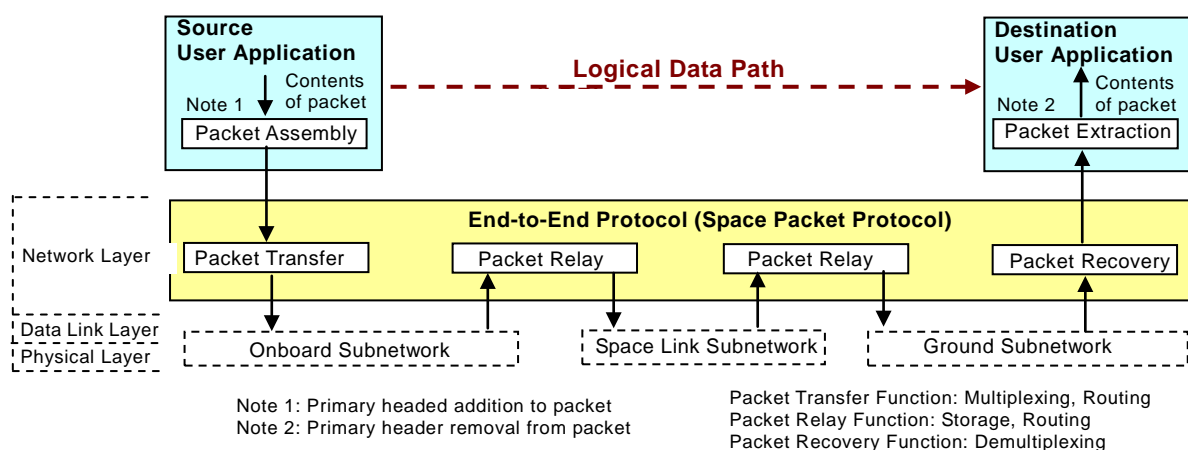 Source
User Application
Contents
of packet
Note 1
Packet Assembly
Logical Data Path
Destination
User Application
Contents
of packet
Note 2
Packet Extraction
End-to-End Protocol (Space Packet Protocol)
Network Layer
Packet Transfer
Packet Relay
Packet Relay
Packet Recovery
Data Link Layer
Physical Layer
Onboard Subnetwork
Space Link Subnetwork
Ground Subnetwork
Note 1: Primary headed addition to packet
Note 2: Primary header removal from packet
Packet Transfer Function: Multiplexing, Routing
Packet Relay Function: Storage, Routing
Packet Recovery Function: Demultiplexing